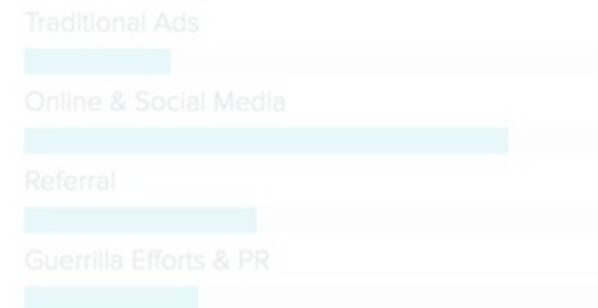 Traditional Ads
Online & Social Media
Referral
Guerrilla Efforts & PR